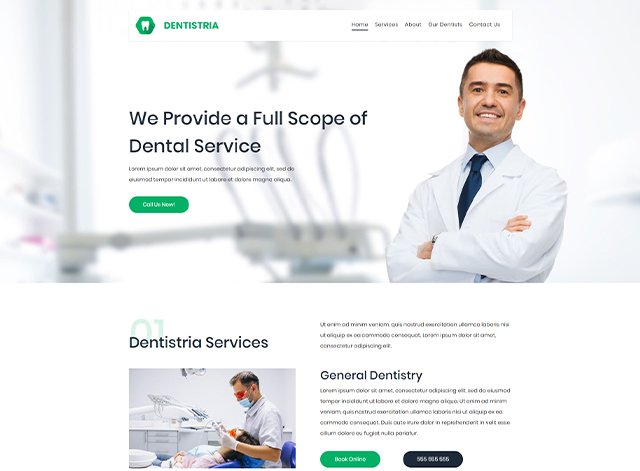 DENTISTRIA
Home Services About Our Dentists Contact Us
We Provide a Full Scope of
Dental Service
Lorem ipsum dolor sit amet, consectetur adipiscing elit, sed do
eiusmod tempor incididunt ut labore et dolore magna aliqua.
Call Us Now!
01
Dentistria Services
Ut enim ad minim veniam, quis nostrud exercitation ullamco laboris nisi
ut aliquip ex ea commodo consequat. Lorem ipsum dolor sit amet,
consectetur adipiscing elit.
General Dentistry
Lorem ipsum dolor sit amet, consectetur adipiscing elit, sed do
eiusmod tempor incididunt ut labore et dolore magna aliqua. Ut enim ad
minim veniam, quis nostrud exercitation ullamco laboris nisi ut aliquip ex ea
commodo consequat. Duis aute irure dolor in reprehenderit in velit esse
cillum dolore eu fugiat nulla pariatur.
Book Online
555 555 555